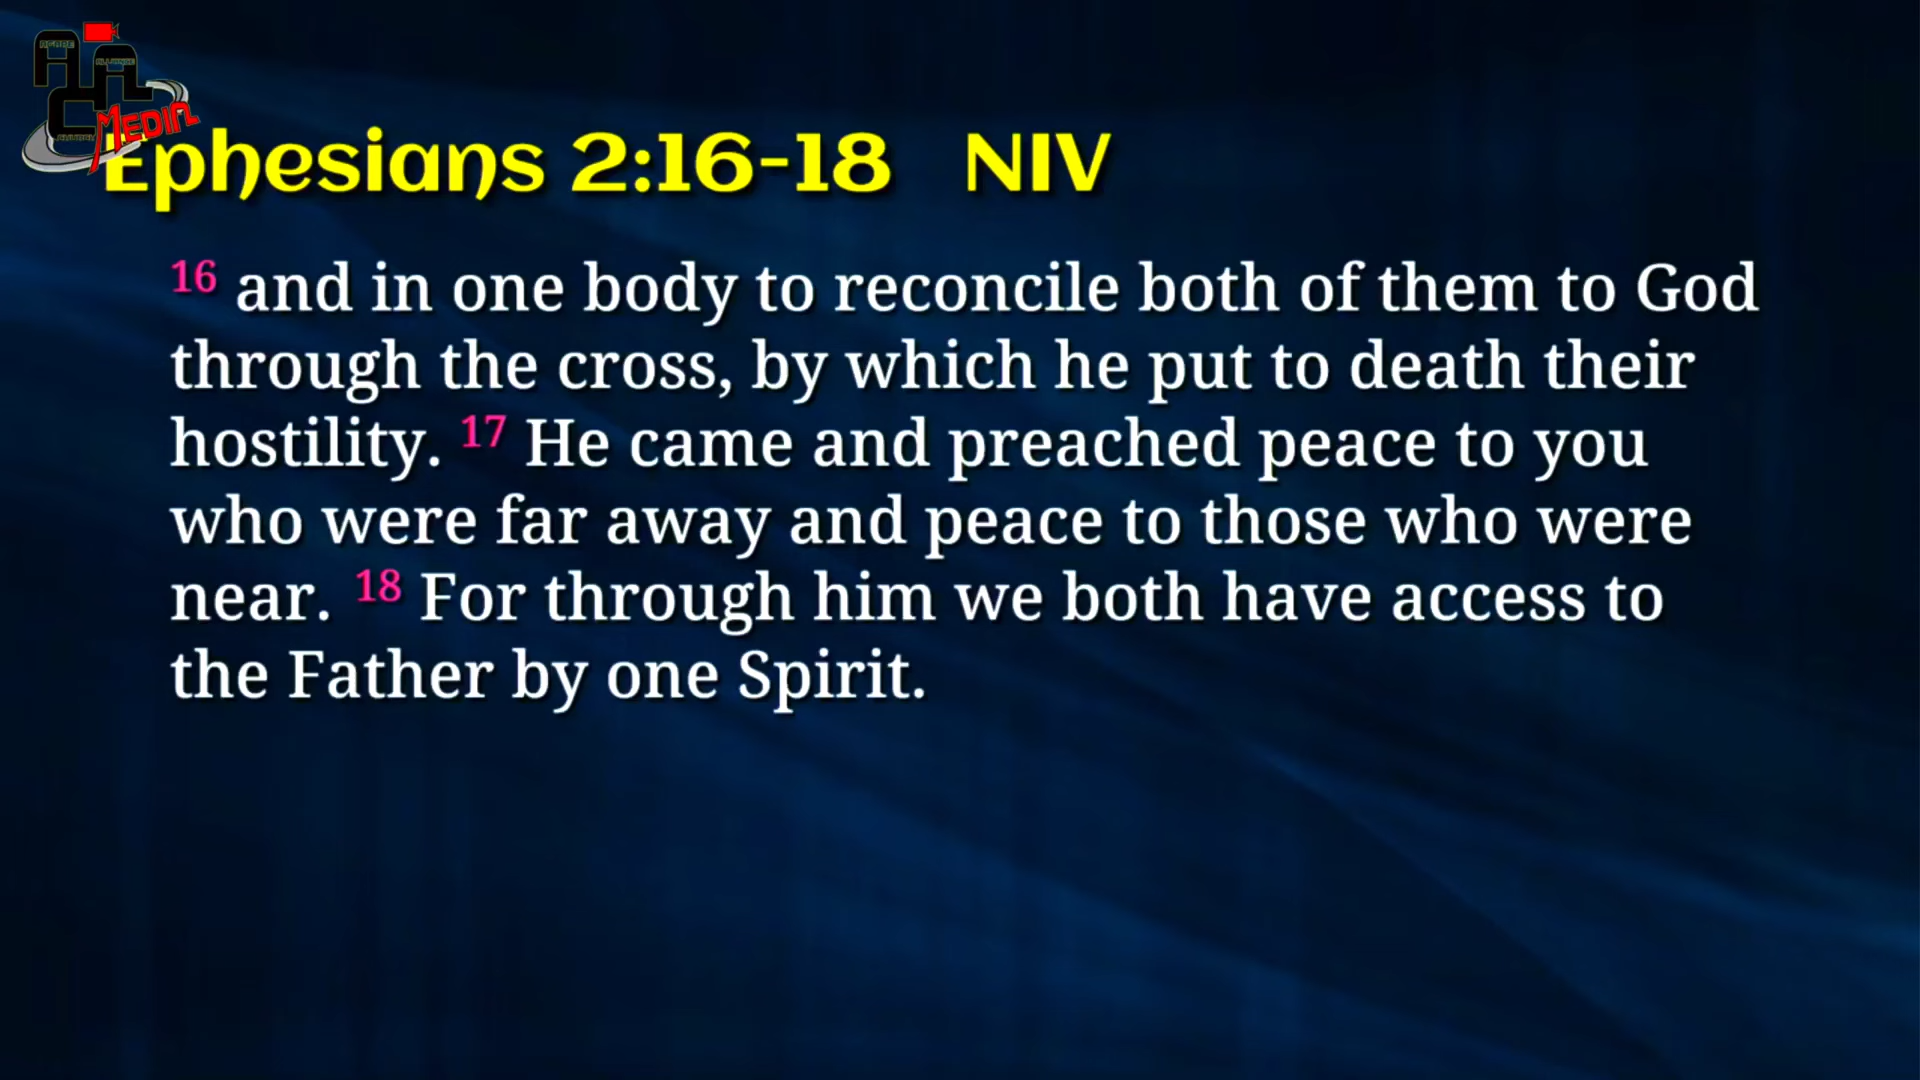 AGUPE
ALLIANCE
MEDIA
Ephesians 2:16-18 NIV
16 and in one body to reconcile both of them to God
through the cross, by which he put to death their
hostility. 17 He came and preached peace to you
who were far away and peace to those who were
near. 18 For through him we both have access to
the Father by one Spirit.